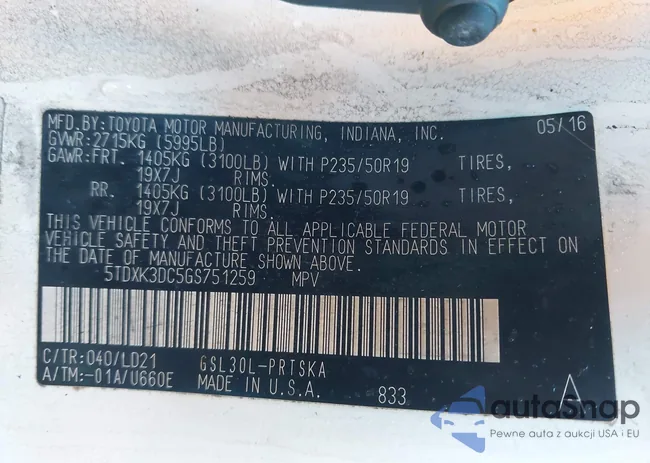 MFD.BY:TOYOTA MOTOR MANUFACTURING, INDIANA, INC. 05/16
GVWR:2715KG (5995LB)
GAWR:FRT. 1405KG (3100LB) WITH P235/50R19 TIRES,
19X7J RIMS.
RR. 1405KG (3100LB) WITH P235/50R19 TIRES,
19X7J RIMS.
THIS VEHICLE CONFORMS TO ALL APPLICABLE FEDERAL MOTOR
VEHICLE SAFETY AND THEFT PREVENTION STANDARDS IN EFFECT ON
THE DATE OF MANUFACTURE SHOWN ABOVE.
5TDXK3DC5GS751259 MPV
C/TR:040/LD21 GSL30L-PRTSKA
A/TM:-01A/U660E MADE IN U.S.A. 833
A
autoSnap
Pewne auta z aukcji USA i EU